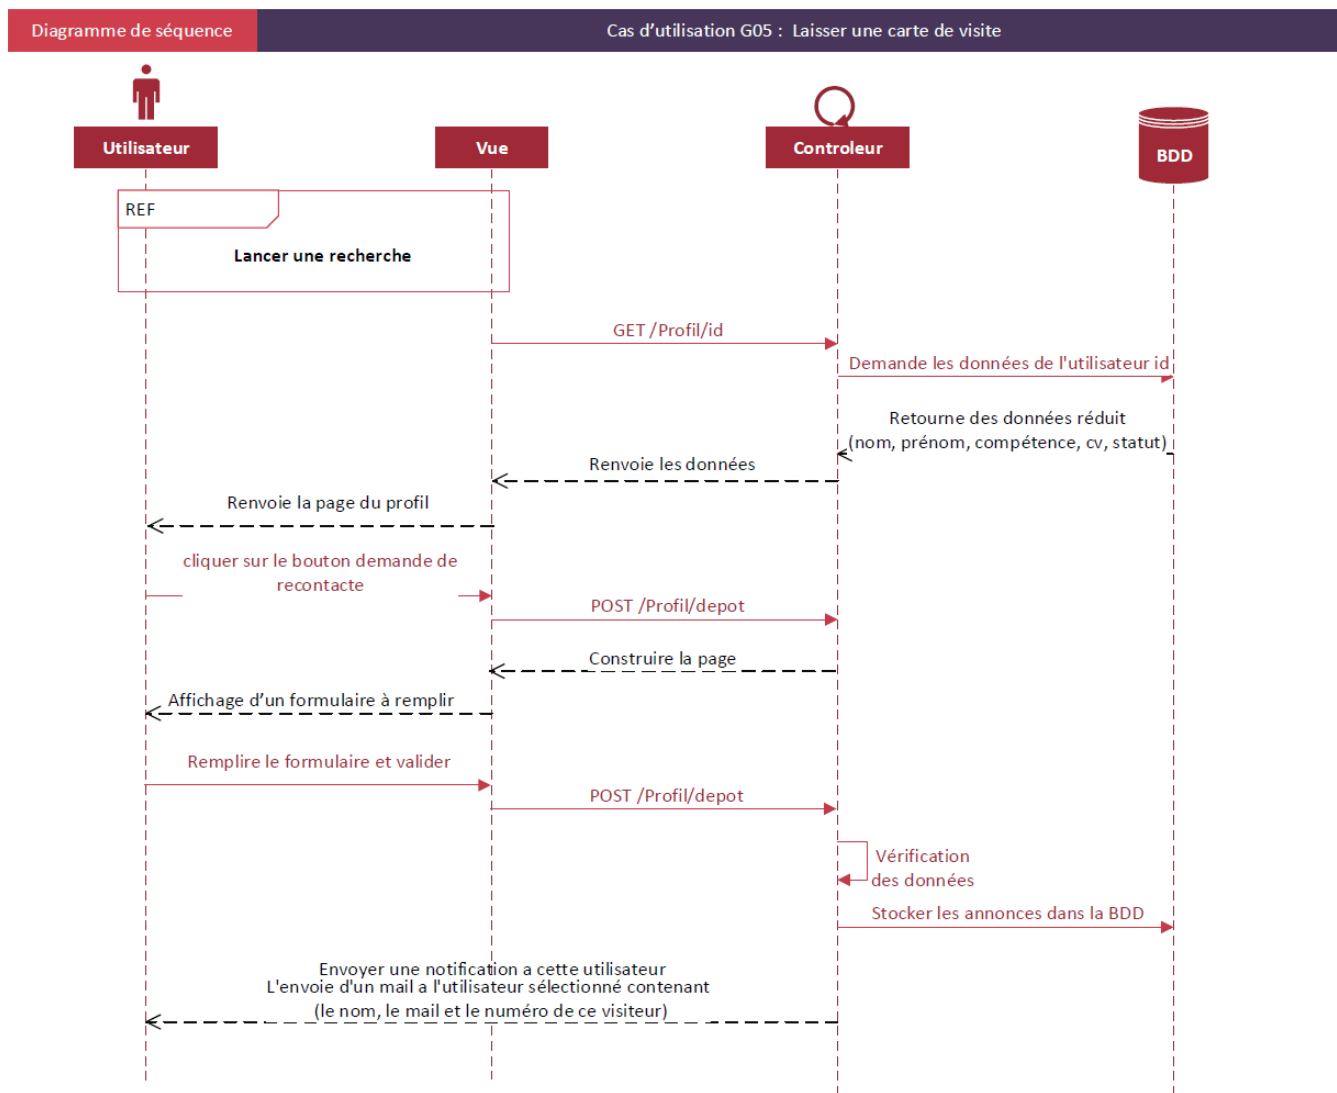 Diagramme de séquence
Cas d’utilisation G05 :  Laisser une carte de visite
Utilisateur
Vue
Controleur
BDD
REF
Lancer une recherche
GET /Profil/id
Demande les données de l'utilisateur id
Retourne des données réduit
(nom, prénom, compétence, cv, statut)
Renvoie les données
Renvoie la page du profil
cliquer sur le bouton demande de
recontacte
POST /Profil/depot
Construire la page
Affichage d’un formulaire à remplir
Remplire le formulaire et valider
POST /Profil/depot
Vérification
des données
Stocker les annonces dans la BDD
Envoyer une notification a cette utilisateur
L'envoie d'un mail a l'utilisateur sélectionné contenant
(le nom, le mail et le numéro de ce visiteur)